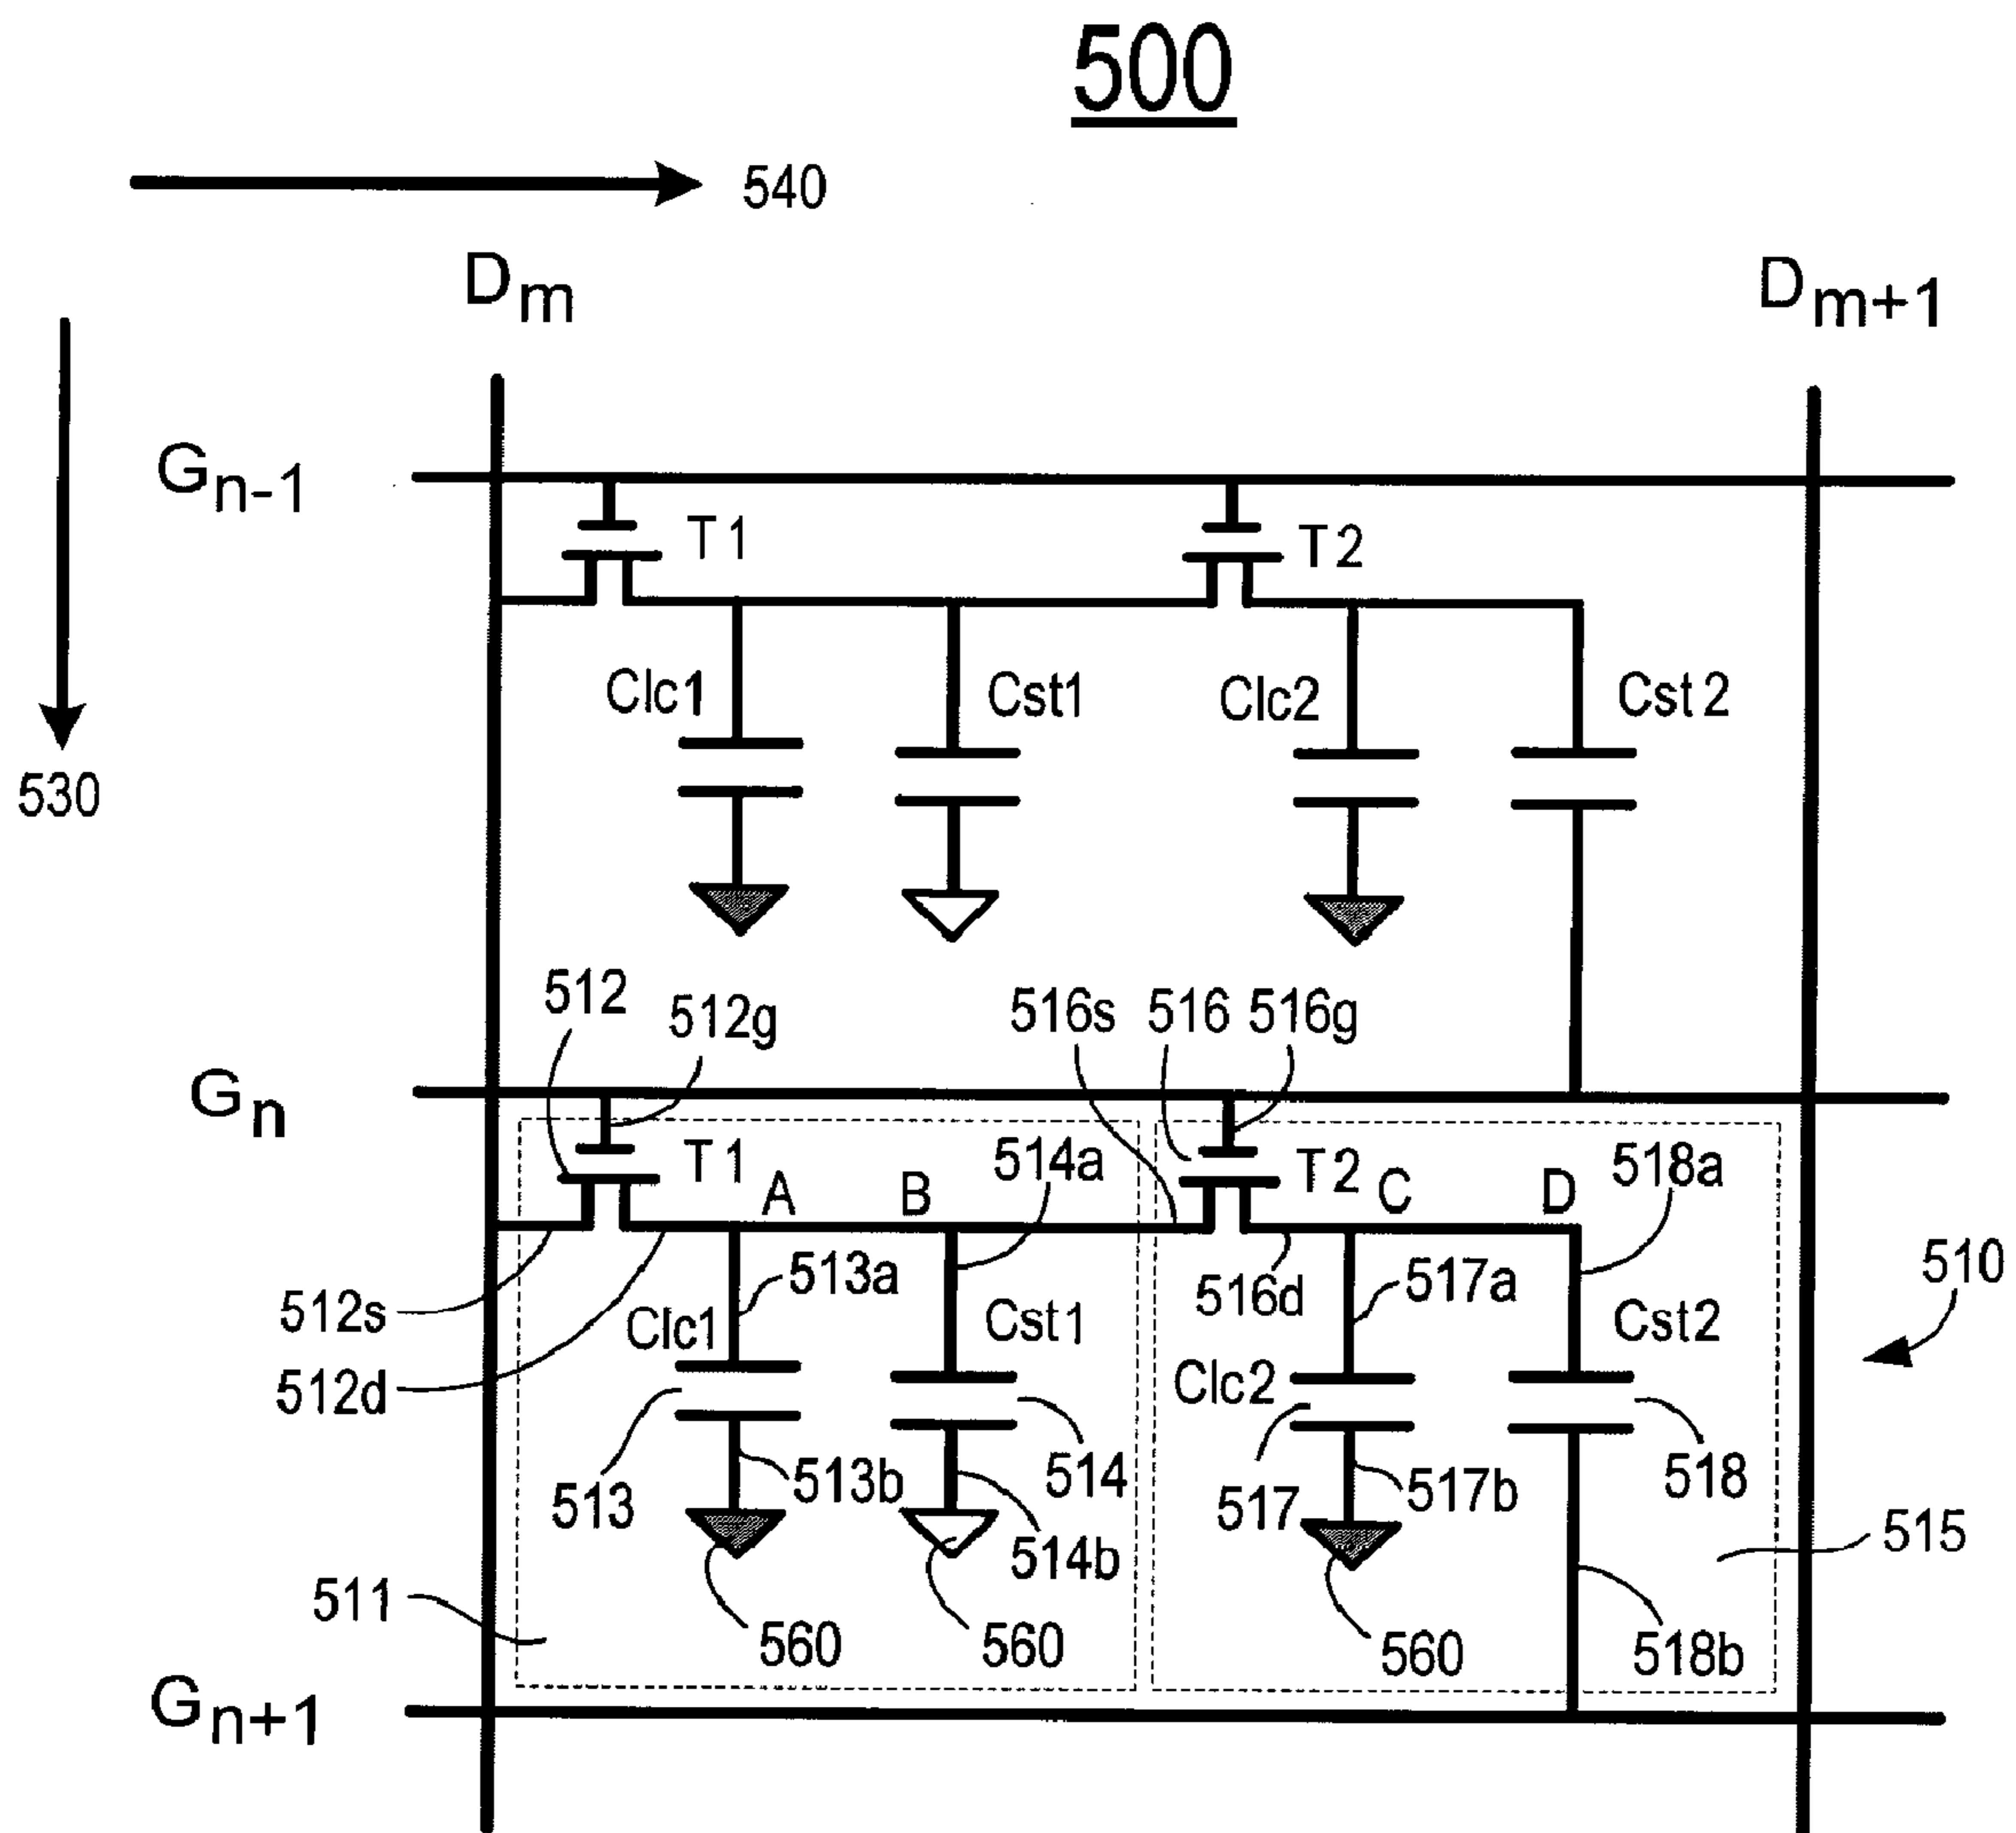 500
540
Dm
Dm+1
530
Gn-1
T1
T2
Clc1
Cst1
Clc2
Cst2
512
512g
516s
516
516g
Gn
T1
A
B
514a
T2
C
D
518a
510
512s
513a
516d
517a
512d
Clc1
Cst1
Clc2
Cst2
513
513b
514
517
517b
518
514b
515
511
560
560
560
518b
Gn+1